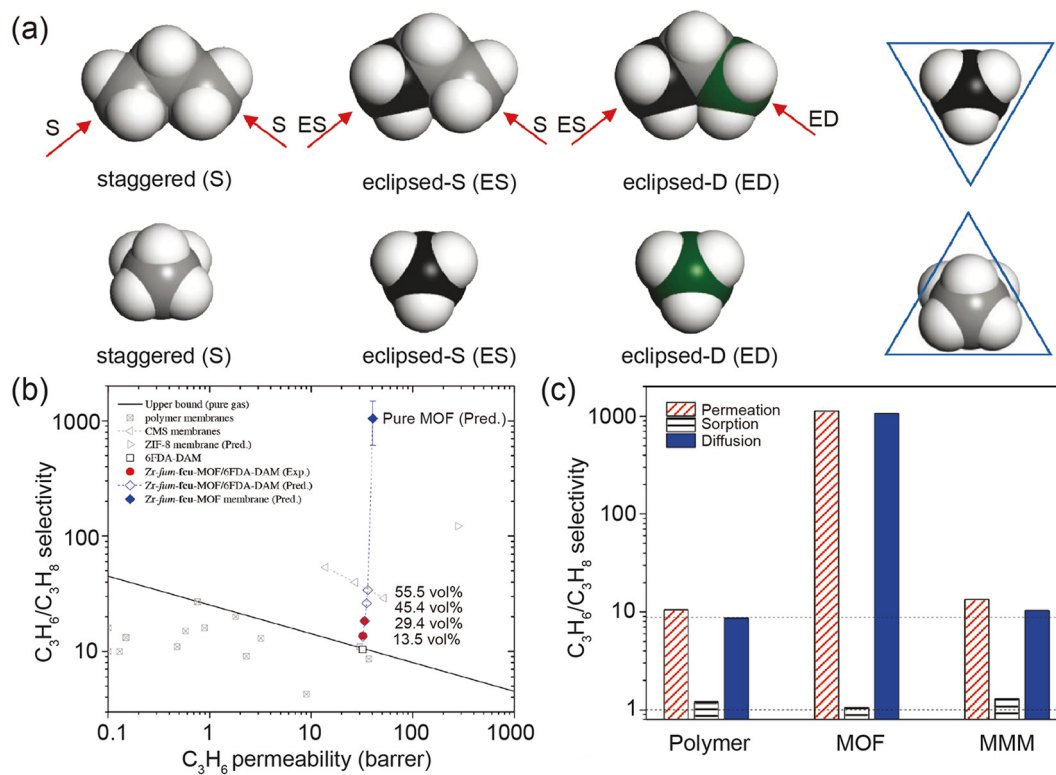 (a)
S
S
ES
S
ES
ED
staggered (S)
eclipsed-S (ES)
eclipsed-D (ED)
staggered (S)
eclipsed-S (ES)
eclipsed-D (ED)
(b)
C₃H₆/C₃H₈ selectivity
1000
100
10
Upper bound (pure gas)
polymer membranes
CMS membranes
ZIF-8 membrane (Pred.)
6FDA-DAM
Zr-fum-fcu-MOF/6FDA-DAM (Exp.)
Zr-fum-fcu-MOF/6FDA-DAM (Pred.)
Zr-fum-fcu-MOF membrane (Pred.)
Pure MOF (Pred.)
55.5 vol%
45.4 vol%
29.4 vol%
13.5 vol%
0.1
1
10
100
1000
C₃H₆ permeability (barrer)
(c)
C₃H₆/C₃H₈ selectivity
1000
100
10
1
Permeation
Sorption
Diffusion
Polymer
MOF
MMM